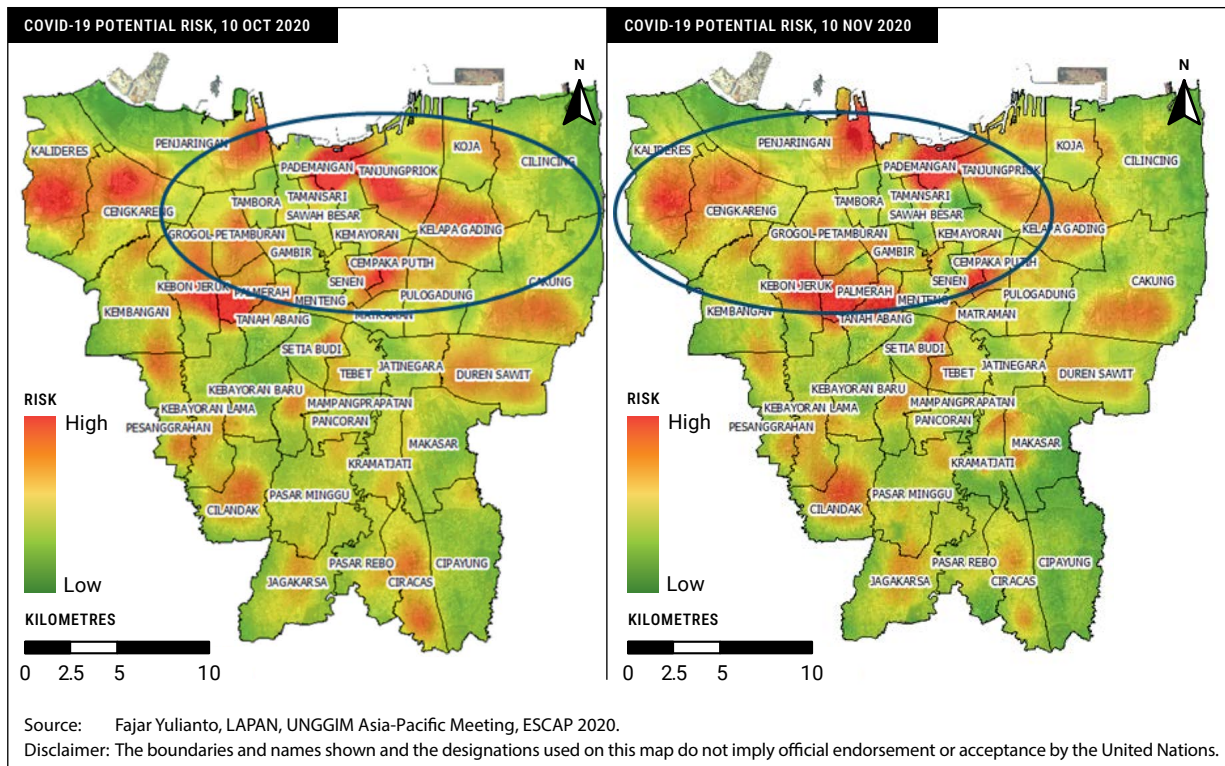 COVID-19 POTENTIAL RISK, 10 OCT 2020
N
KALIDERES
PENJARINGAN
PADEMANGAN
TANJUNGPRIOK
KOJA
CILINCING
CENGKARENG
TAMBORA
TAMANSARI
SAWAH BESAR
GROGOL-PETAMBURAN
KEMAYORAN
KELAPA GADING
GAMBIR
CEMPAKA PUTIH
KEBON JERUK
PALMERAH
SENEN
MENTENG
PULOGADUNG
CAKUNG
KEMBANGAN
TANAH ABANG
MATRAMAN
SETIA BUDI
TEBET
JATINEGARA
DUREN SAWIT
KEBAYORAN BARU
KEBAYORAN LAMA
MAMPANGPRAPATAN
PESANGGRAHAN
PANCORAN
MAKASAR
KRAMATJATI
CILANDAK
PASAR MINGGU
JAGAKARSA
PASAR REBO
CIRACAS
CIPAYUNG
RISK
High
Low
KILOMETRES
0 2.5 5 10
COVID-19 POTENTIAL RISK, 10 NOV 2020
N
KALIDERES
PENJARINGAN
PADEMANGAN
TANJUNGPRIOK
KOJA
CILINCING
CENGKARENG
TAMBORA
TAMANSARI
SAWAH BESAR
GROGOL-PETAMBURAN
KEMAYORAN
KELAPA GADING
GAMBIR
CEMPAKA PUTIH
KEBON JERUK
PALMERAH
SENEN
MENTENG
PULOGADUNG
CAKUNG
KEMBANGAN
TANAH ABANG
MATRAMAN
SETIA BUDI
TEBET
JATINEGARA
DUREN SAWIT
KEBAYORAN BARU
KEBAYORAN LAMA
MAMPANGPRAPATAN
PESANGGRAHAN
PANCORAN
MAKASAR
KRAMATJATI
CILANDAK
PASAR MINGGU
JAGAKARSA
PASAR REBO
CIRACAS
CIPAYUNG
RISK
High
Low
KILOMETRES
0 2.5 5 10
Source: Fajar Yulianto, LAPAN, UNGGIM Asia-Pacific Meeting, ESCAP 2020.
Disclaimer: The boundaries and names shown and the designations used on this map do not imply official endorsement or acceptance by the United Nations.